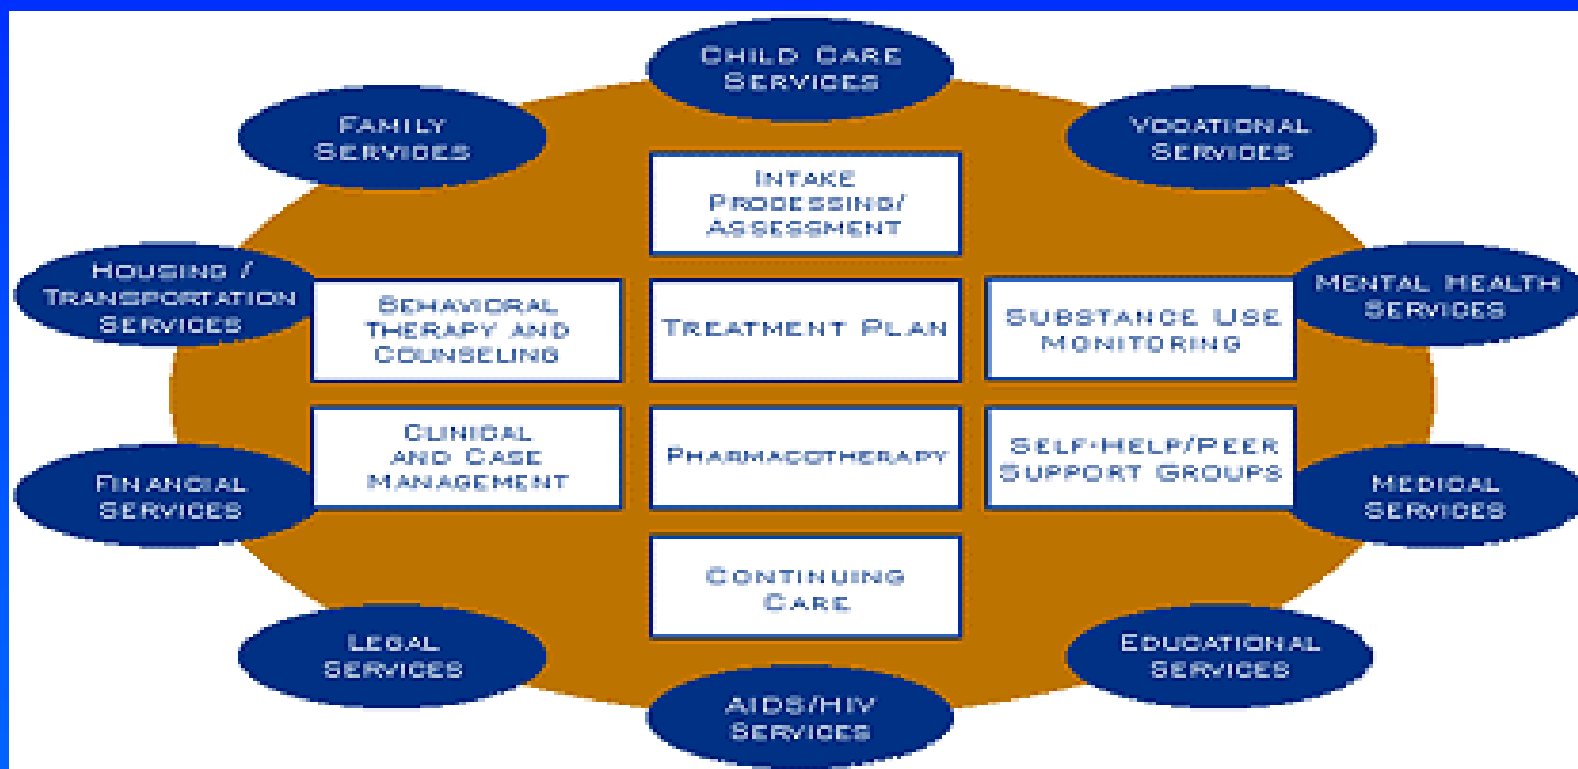 CHILD CARE
SERVICES
FAMILY
SERVICES
VOCATIONAL
SERVICES
INTAKE
PROCESSING/
ASSESSMENT
HOUSING /
TRANSPORTATION
SERVICES
BEHAVIORAL
THERAPY AND
COUNSELING
TREATMENT PLAN
SUBSTANCE USE
MONITORING
MENTAL HEALTH
SERVICES
FINANCIAL
SERVICES
CLINICAL
AND CASE
MANAGEMENT
PHARMACOTHERAPY
SELF-HELP/PEER
SUPPORT GROUPS
MEDICAL
SERVICES
CONTINUING
CARE
LEGAL
SERVICES
AIDS/HIV
SERVICES
EDUCATIONAL
SERVICES